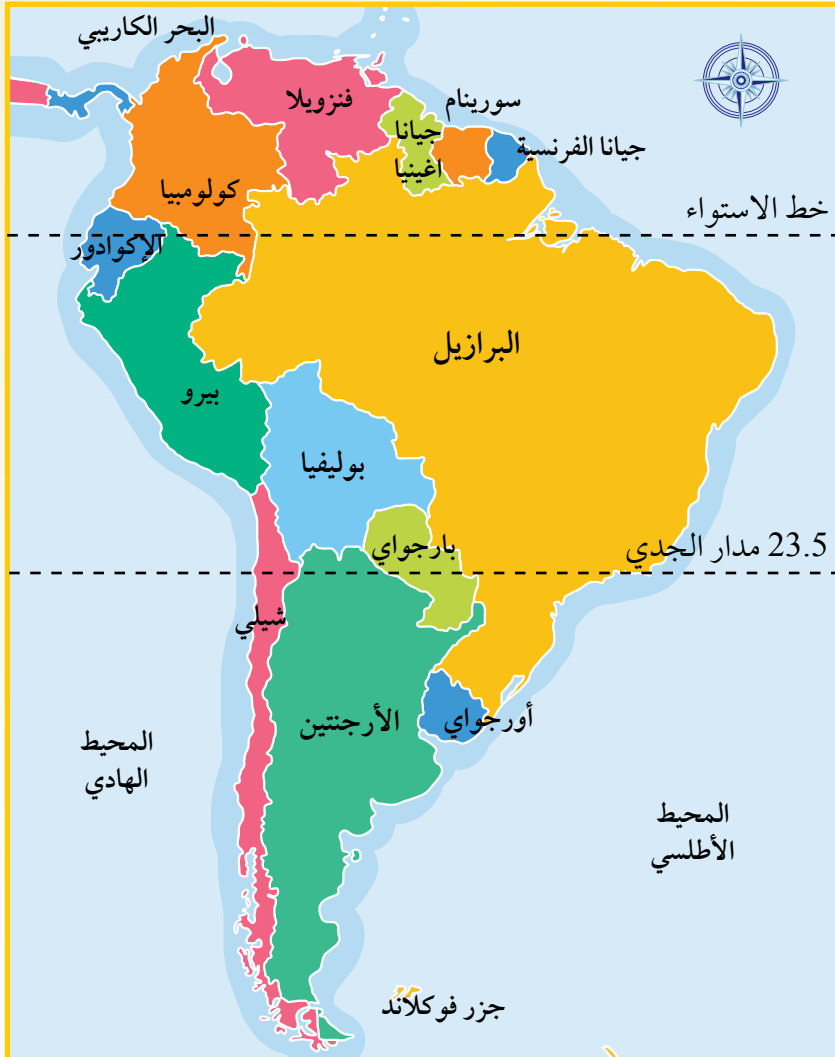 البحر الكاريبي
فنزويلا
سورينام
جيانا
اغينيا
جيانا الفرنسية
كولومبيا
خط الاستواء
الإكوادور
البرازيل
بيرو
بوليفيا
بارجواي
23.5 مدار الجدي
شيلي
الأرجنتين
أورجواي
المحيط
الهادي
المحيط
الأطلسي
جزر فوكلاند